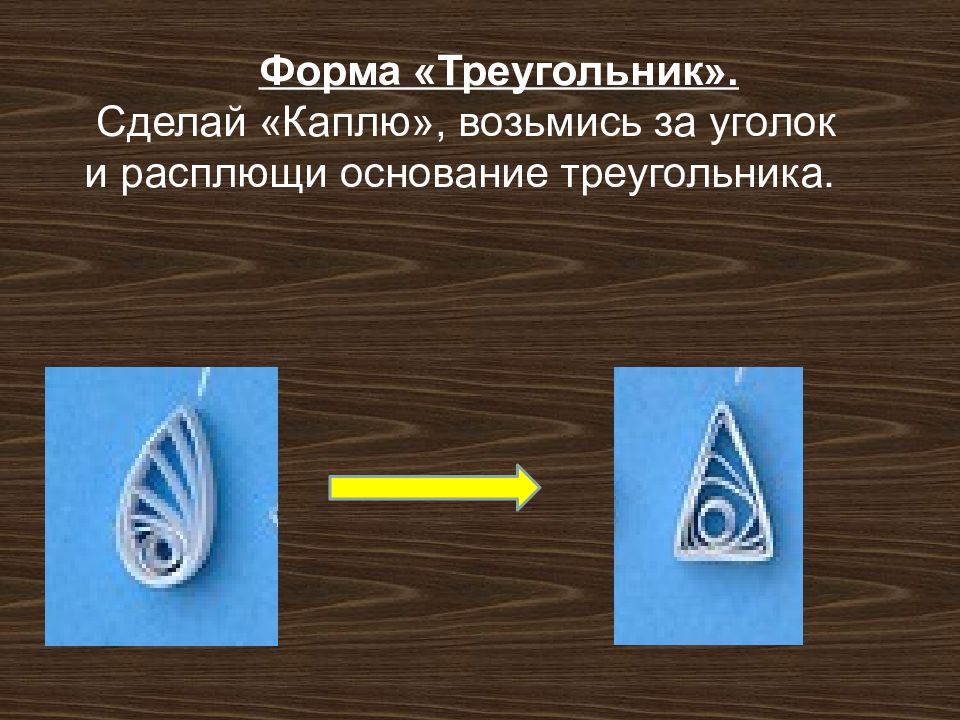 Форма «Треугольник».
Сделай «Каплю», возьмись за уголок
и расплющи основание треугольника.